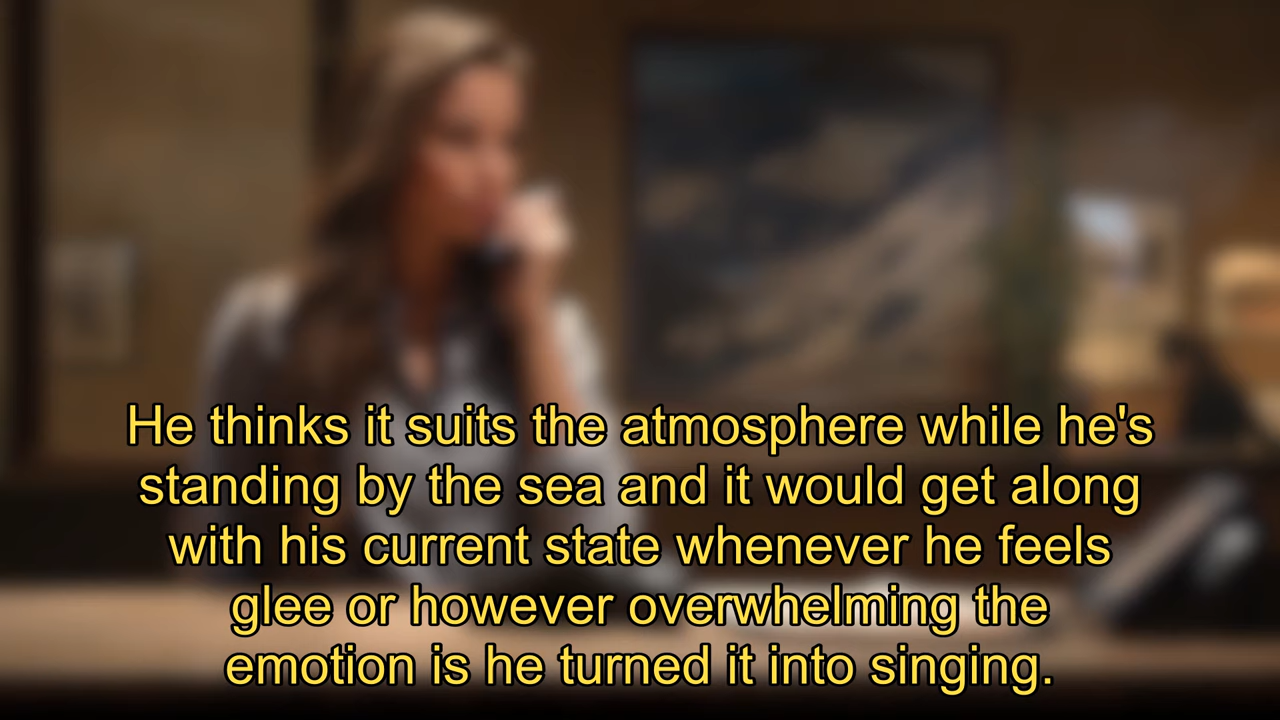 He thinks it suits the atmosphere while he's
standing by the sea and it would get along
with his current state whenever he feels
glee or however overwhelming the
emotion is he turned it into singing.